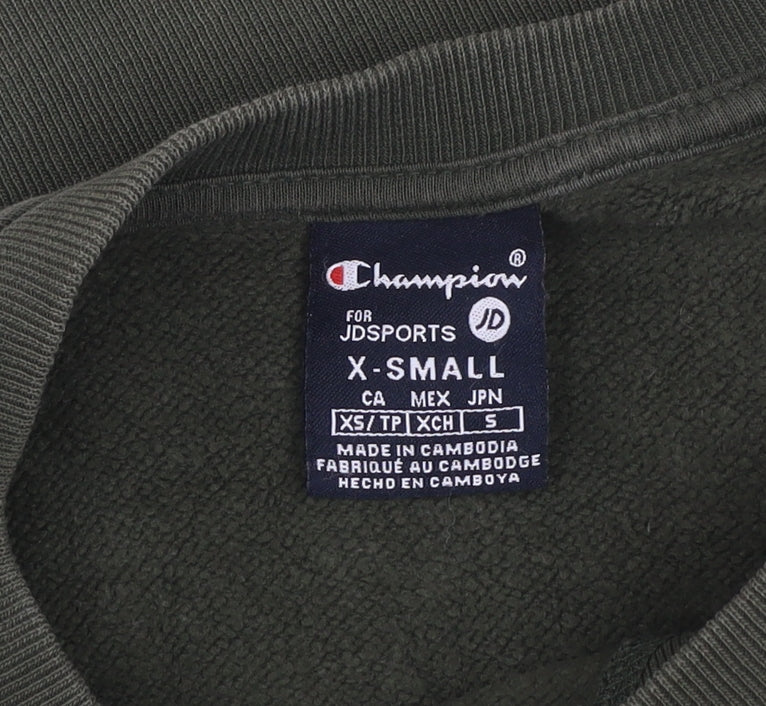 Champion®
FOR
JDSPORTS JD
X-SMALL
CA MEX JPN
XS/TP XCH S
MADE IN CAMBODIA
FABRIQUÉ AU CAMBODGE
HECHO EN CAMBOYA